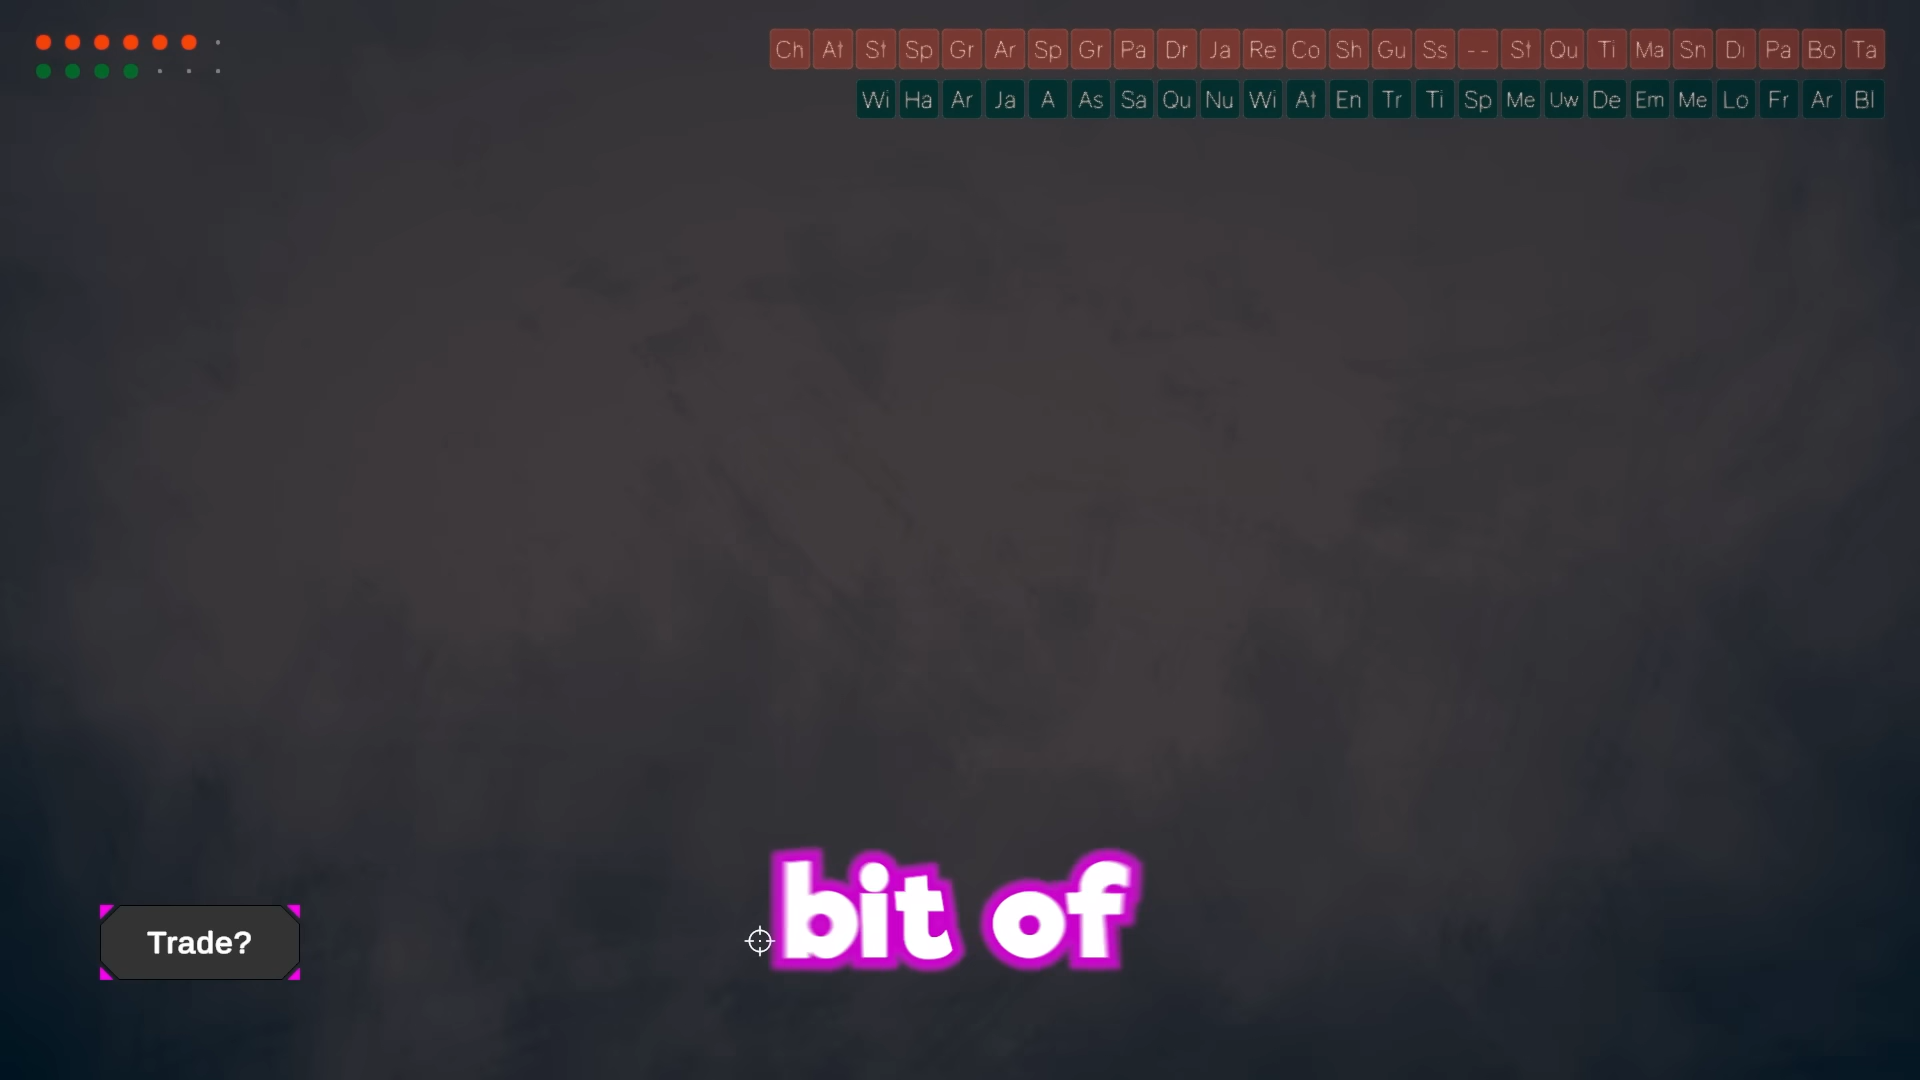 Ch At St Sp Gr Ar Sp Gr Pa Dr Ja Re Co Sh Gu Ss -- St Qu Ti Ma Sn Di Pa Bo Ta
Wi Ha Ar Ja A As Sa Qu Nu Wi At En Tr Ti Sp Me Uw De Em Me Lo Fr Ar Bl
bit of
Trade?